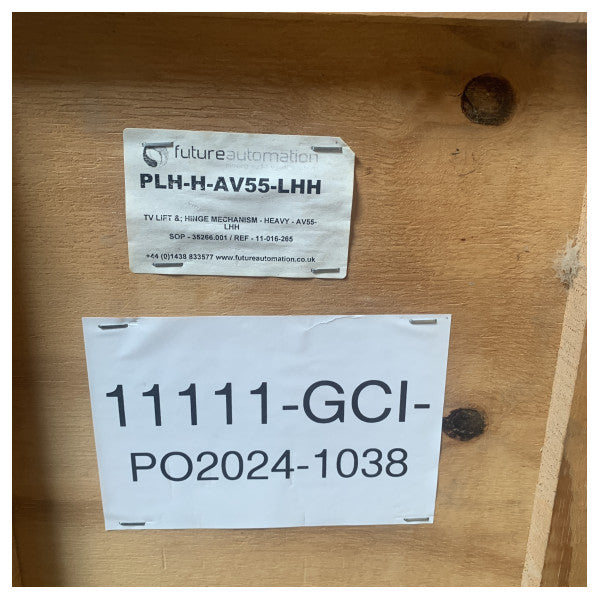 futureautomation
PLH-H-AV55-LHH
TV LIFT &; HINGE MECHANISM - HEAVY - AV55-
LHH
SOP - 35266.001 / REF - 11-016-265
+44 (0)1438 833577 www.futureautomation.co.uk
11111-GCI-
PO2024-1038